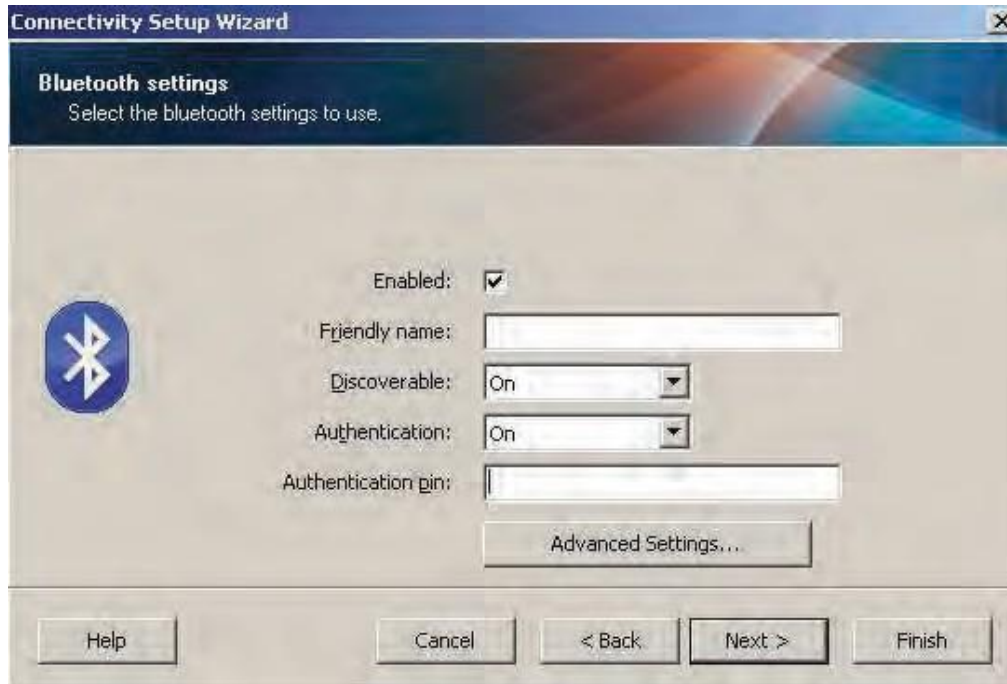 Connectivity Setup Wizard
Bluetooth settings
Select the bluetooth settings to use.
Enabled:
Friendly name:
Discoverable: On
Authentication: On
Authentication pin:
Advanced Settings...
Help Cancel < Back Next > Finish